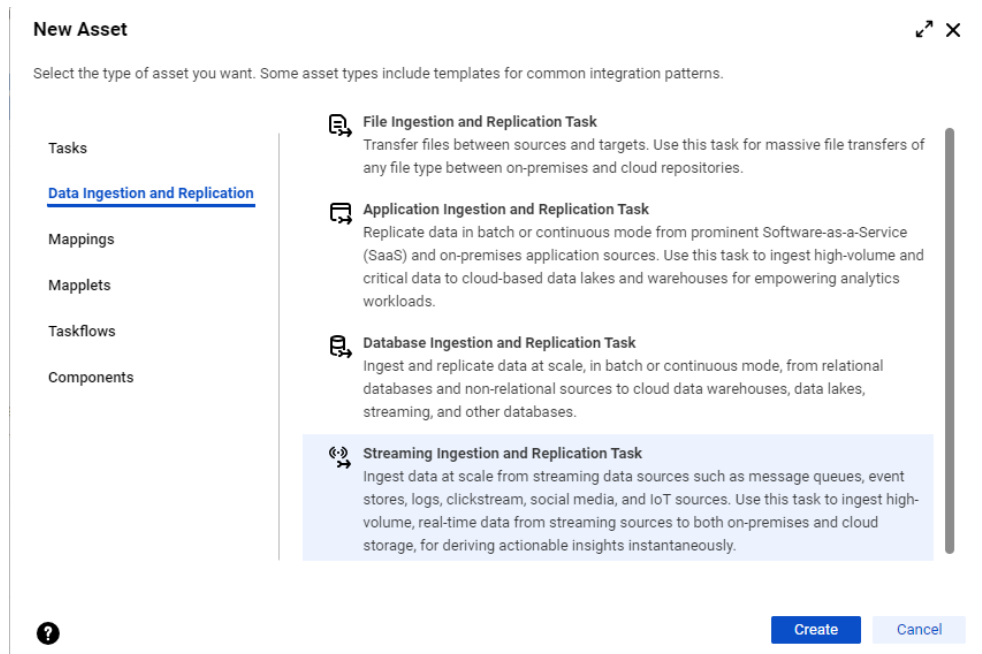 New Asset
Select the type of asset you want. Some asset types include templates for common integration patterns.
Tasks
Data Ingestion and Replication
Mappings
Mapplets
Taskflows
Components
File Ingestion and Replication Task
Transfer files between sources and targets. Use this task for massive file transfers of
any file type between on-premises and cloud repositories.
Application Ingestion and Replication Task
Replicate data in batch or continuous mode from prominent Software-as-a-Service
(SaaS) and on-premises application sources. Use this task to ingest high-volume and
critical data to cloud-based data lakes and warehouses for empowering analytics
workloads.
Database Ingestion and Replication Task
Ingest and replicate data at scale, in batch or continuous mode, from relational
databases and non-relational sources to cloud data warehouses, data lakes,
streaming, and other databases.
Streaming Ingestion and Replication Task
Ingest data at scale from streaming data sources such as message queues, event
stores, logs, clickstream, social media, and IoT sources. Use this task to ingest high-
volume, real-time data from streaming sources to both on-premises and cloud
storage, for deriving actionable insights instantaneously.
?
Create
Cancel